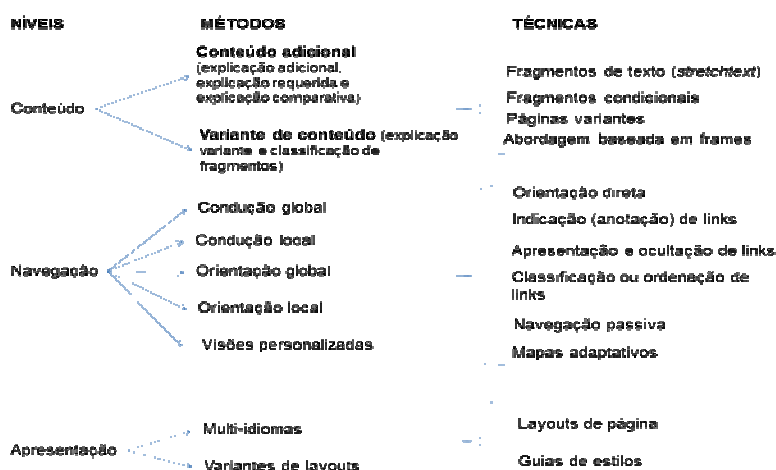 NÍVEIS
MÉTODOS
TÉCNICAS
Conteúdo
Conteúdo adicional
(explicação adicional,
explicação requerida e
explicação comparativa)
Variante de conteúdo (explicação
variante e classificação de
fragmentos)
Fragmentos de texto (stretchtext)
Fragmentos condicionais
Páginas variantes
Abordagem baseada em frames
Navegação
Condução global
Condução local
Orientação global
Orientação local
Visões personalizadas
Orientação direta
Indicação (anotação) de links
Apresentação e ocultação de links
Classificação ou ordenação de
links
Navegação passiva
Mapas adaptativos
Apresentação
Multi-idiomas
Variantes de layouts
Layouts de página
Guias de estilos